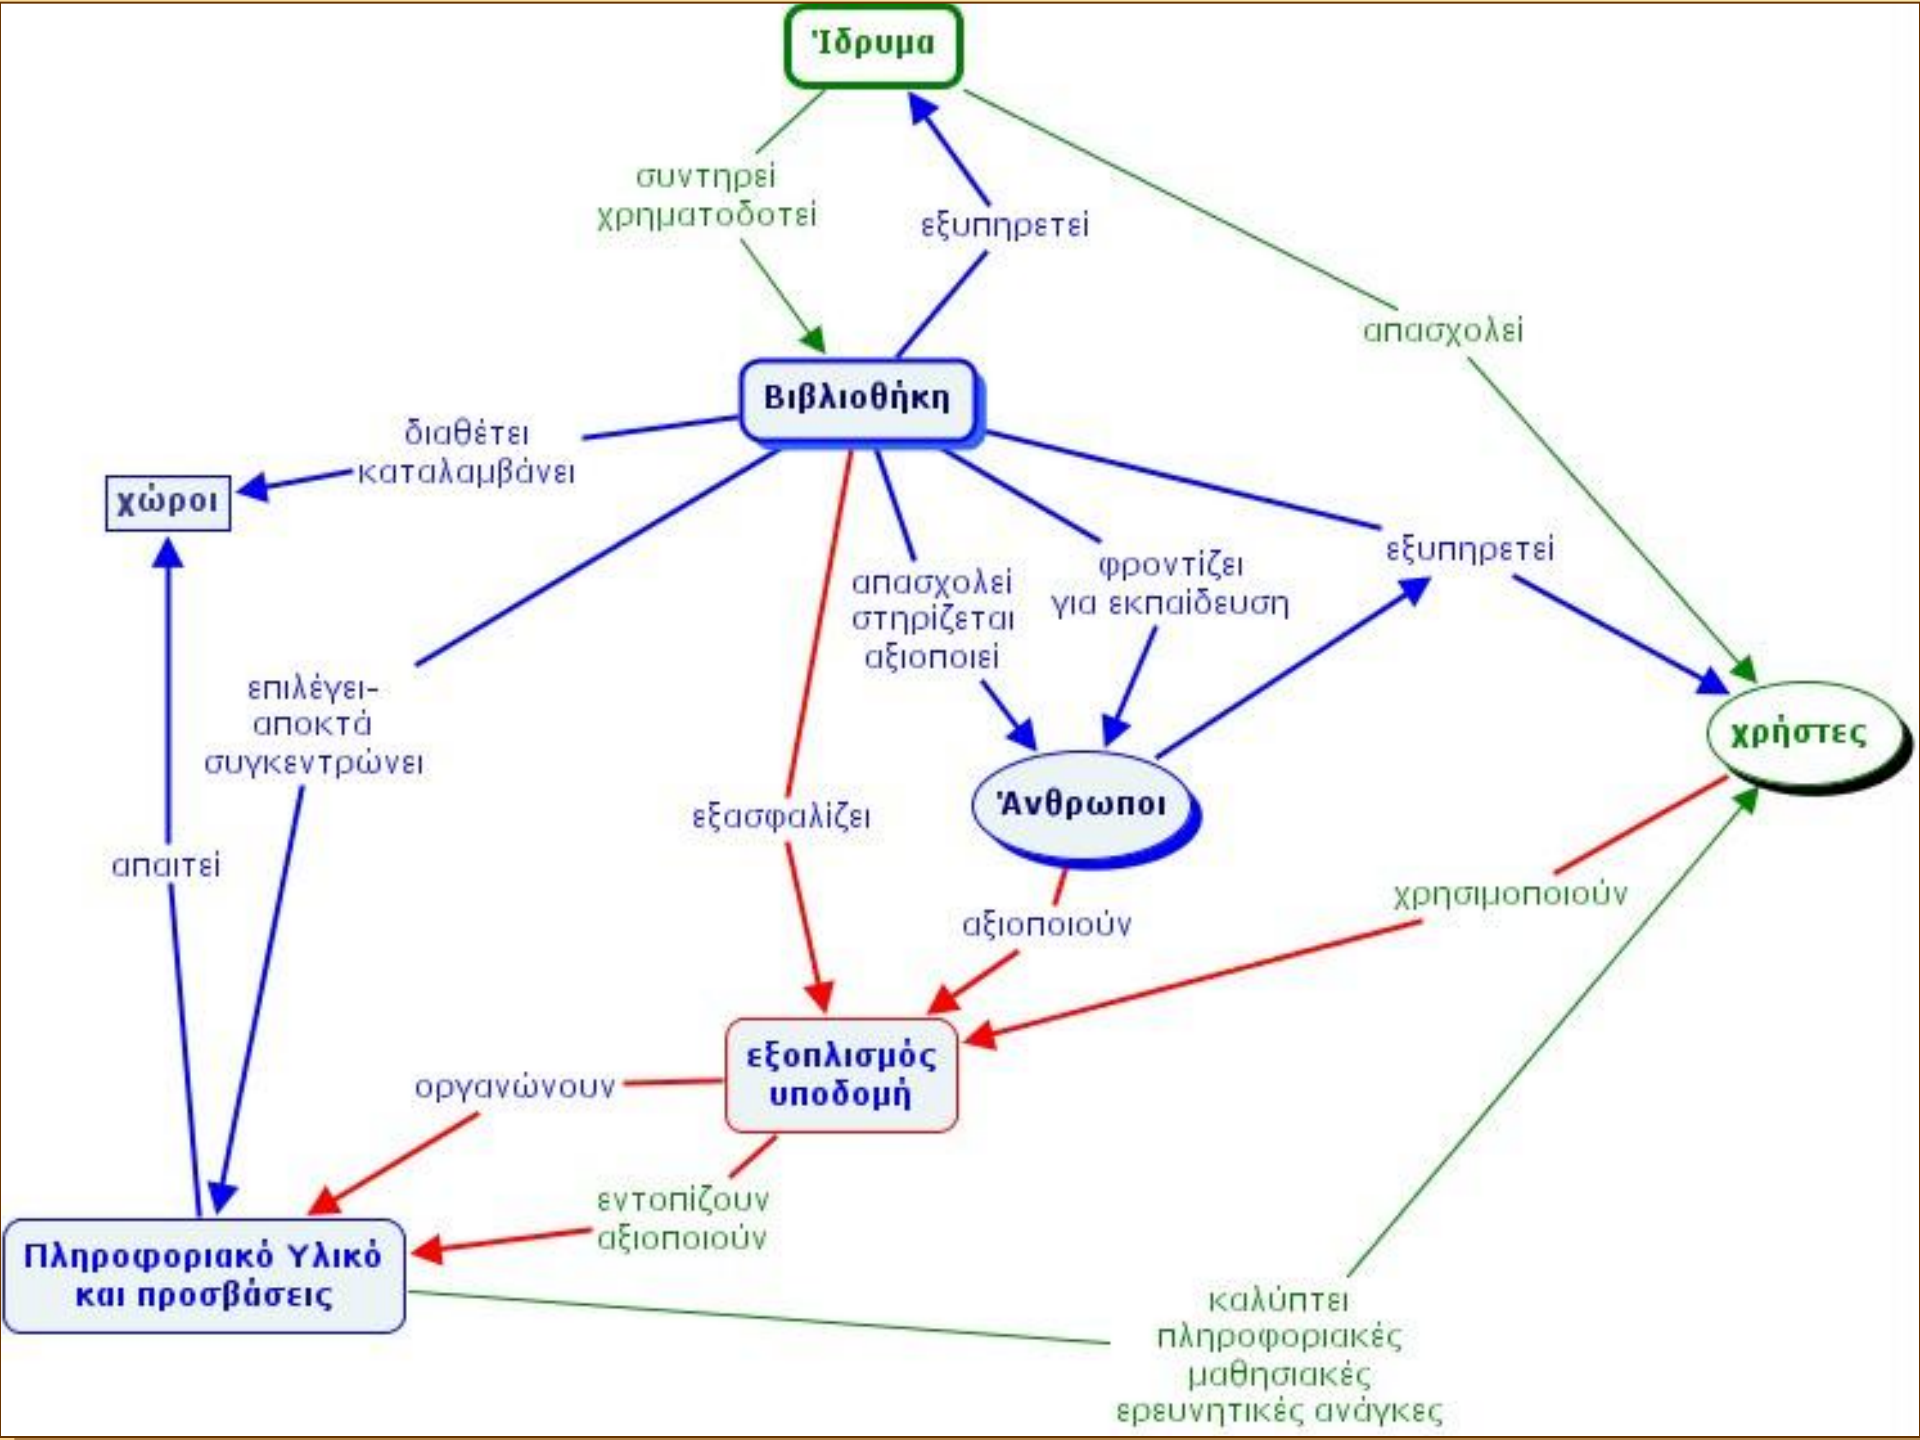 Ίδρυμα
συντηρεί
χρηματοδοτεί
εξυπηρετεί
απασχολεί
Βιβλιοθήκη
διαθέτει
καταλαμβάνει
χώροι
εξυπηρετεί
φροντίζει
για εκπαίδευση
απασχολεί
στηρίζεται
αξιοποιεί
επιλέγει-
αποκτά
συγκεντρώνει
χρήστες
Άνθρωποι
εξασφαλίζει
απαιτεί
χρησιμοποιούν
αξιοποιούν
εξοπλισμός
υποδομή
οργανώνουν
εντοπίζουν
αξιοποιούν
Πληροφοριακό Υλικό
και προσβάσεις
καλύπτει
πληροφοριακές
μαθησιακές
ερευνητικές ανάγκες